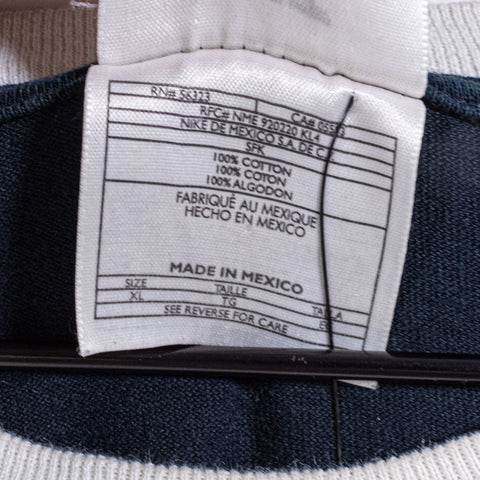 RN# 56323 CA# 05553
RFC# NME 920220 KL4
NIKE DE MEXICO S.A. DE C.V.
SFK
100% COTTON
100% COTON
100% ALGODON
FABRIQUÉ AU MEXIQUE
HECHO EN MEXICO
MADE IN MEXICO
SIZE TAILLE TALLA
XL TG
SEE REVERSE FOR CARE